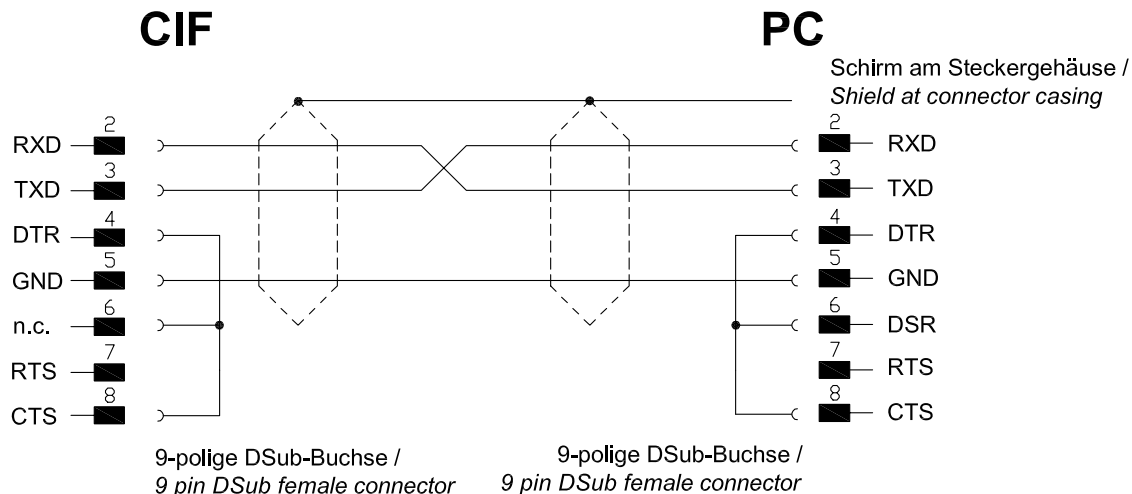 CIF
PC
Schirm am Steckergehäuse /
Shield at connector casing
RXD 2
2 RXD
TXD 3
3 TXD
DTR 4
4 DTR
GND 5
5 GND
n.c. 6
6 DSR
RTS 7
7 RTS
CTS 8
8 CTS
9-polige DSub-Buchse /
9 pin DSub female connector
9-polige DSub-Buchse /
9 pin DSub female connector